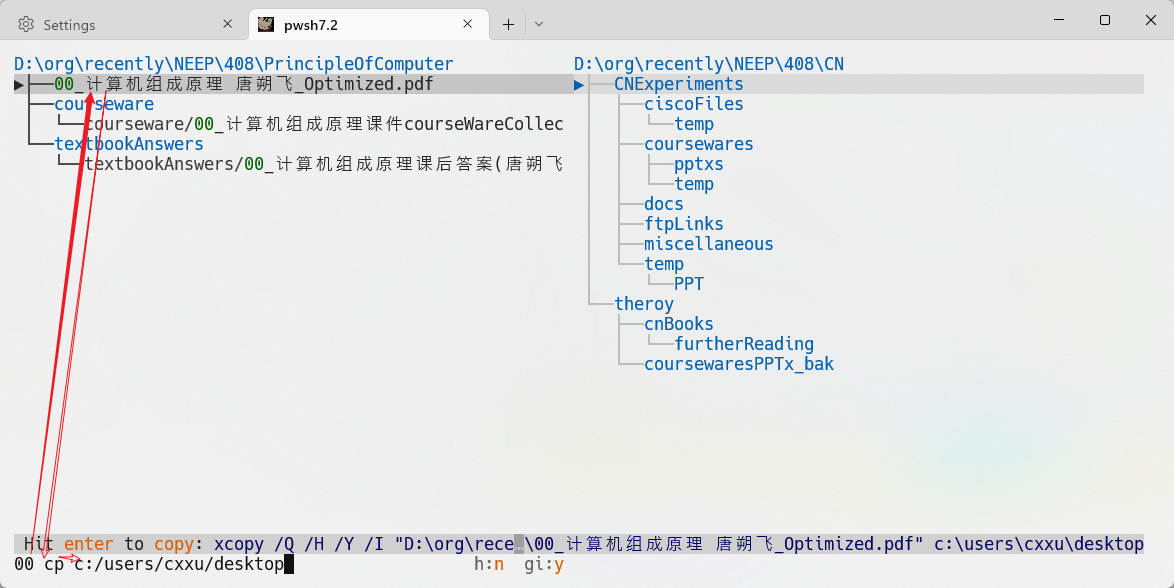 Settings
pwsh7.2
D:\org\recently\NEEP\408\PrincipleOfComputer
00_计算机组成原理 唐朔飞_Optimized.pdf
courseware
courseware/00_计算机组成原理课件courseWareCollec
textbookAnswers
textbookAnswers/00_计算机组成原理课后答案(唐朔飞
D:\org\recently\NEEP\408\CN
CNExperiments
ciscoFiles
temp
coursewares
pptxs
temp
docs
ftpLinks
miscellaneous
temp
PPT
theroy
cnBooks
furtherReading
coursewaresPPTx_bak
Hit enter to copy: xcopy /Q /H /Y /I "D:\org\rece…\00_计算机组成原理 唐朔飞_Optimized.pdf" c:\users\cxxu\desktop
00 cp c:/users/cxxu/desktop
h:n gi:y